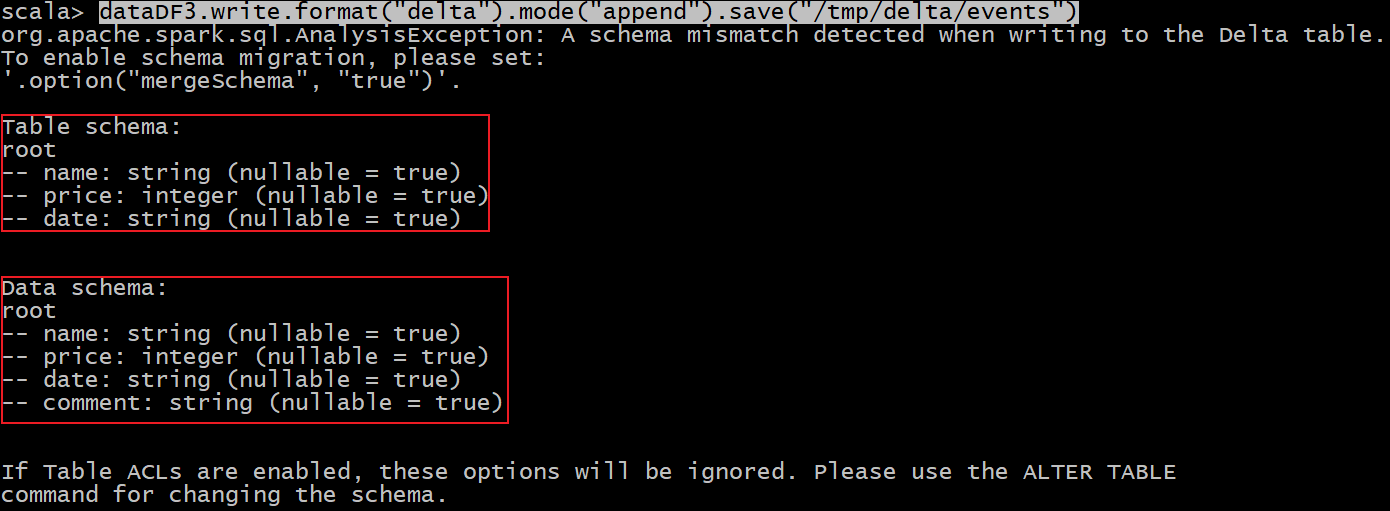 scala> dataDF3.write.format("delta").mode("append").save("/tmp/delta/events")
org.apache.spark.sql.AnalysisException: A schema mismatch detected when writing to the Delta table.
To enable schema migration, please set:
'.option("mergeSchema", "true")'.
Table schema:
root
-- name: string (nullable = true)
-- price: integer (nullable = true)
-- date: string (nullable = true)
Data schema:
root
-- name: string (nullable = true)
-- price: integer (nullable = true)
-- date: string (nullable = true)
-- comment: string (nullable = true)
If Table ACLs are enabled, these options will be ignored. Please use the ALTER TABLE
command for changing the schema.